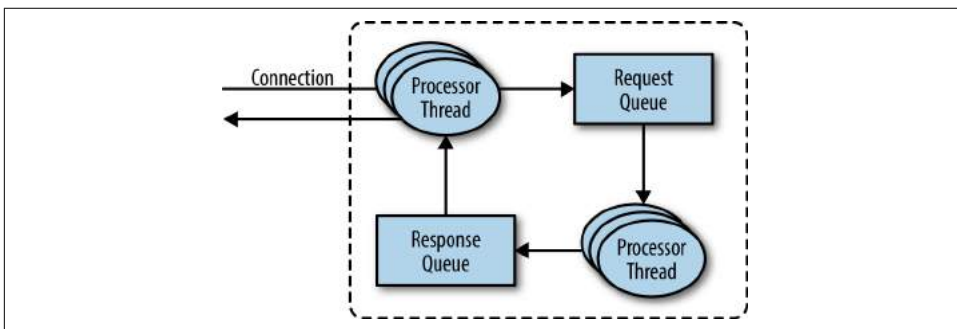 Connection
Processor
Thread
Request
Queue
Response
Queue
Processor
Thread